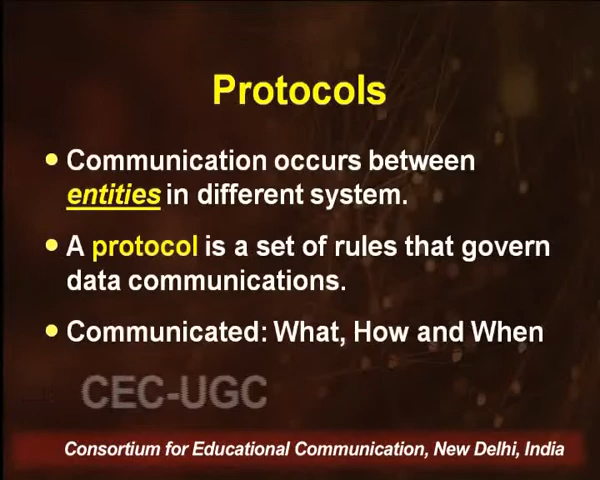 Protocols
Communication occurs between
entities in different system.
A protocol is a set of rules that govern
data communications.
Communicated: What, How and When
CEC-UGC
Consortium for Educational Communication, New Delhi, India